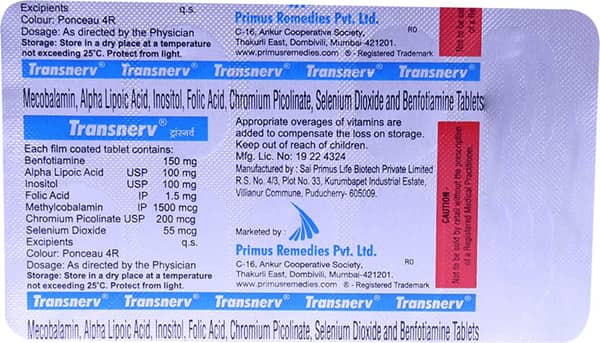 Excipients q.s.
Colour: Ponceau 4R
Dosage: As directed by the Physician
Storage: Store in a dry place at a temperature
not exceeding 25°C. Protect from light.
Primus Remedies Pvt. Ltd.
C-16, Ankur Cooperative Society,
Thakurli East, Dombivili, Mumbai-421201.
www.primusremedies.com ® - Registered Trademark
RO
Not to be
of a Re
Transnerv® Transnerv® Transnerv® Transnerv® Transnerv®
Mecobalamin, Alpha Lipoic Acid, Inositol, Folic Acid, Chromium Picolinate, Selenium Dioxide and Benfotiamine Tablets
Transnerv® ट्रांस्नर्व
Each film coated tablet contains:
Benfotiamine 150 mg
Alpha Lipoic Acid USP 100 mg
Inositol USP 100 mg
Folic Acid IP 1.5 mg
Methylcobalamin IP 1500 mcg
Chromium Picolinate USP 200 mcg
Selenium Dioxide 55 mcg
Excipients q.s.
Colour: Ponceau 4R
Dosage: As directed by the Physician
Storage: Store in a dry place at a temperature
not exceeding 25°C. Protect from light.
Appropriate overages of vitamins are
added to compensate the loss on storage.
Keep out of reach of children.
Mfg. Lic. No: 19 22 4324
Manufactured by : Sai Primus Life Biotech Private Limited
R.S. No. 4/3, Plot No. 33, Kurumbapet Industrial Estate,
Villianur Commune, Puducherry- 605009.
Marketed by :
Primus Remedies Pvt. Ltd.
C-16, Ankur Cooperative Society,
Thakurli East, Dombivili, Mumbai-421201.
www.primusremedies.com ® - Registered Trademark
RO
CAUTION -
Not to be sold by retail without the prescription
of a Registered Medical Practitioner.
Transnerv® Transnerv® Transnerv® Transnerv® Transnerv®
Mecobalamin, Alpha Lipoic Acid, Inositol, Folic Acid, Chromium Picolinate, Selenium Dioxide and Benfotiamine Tablets